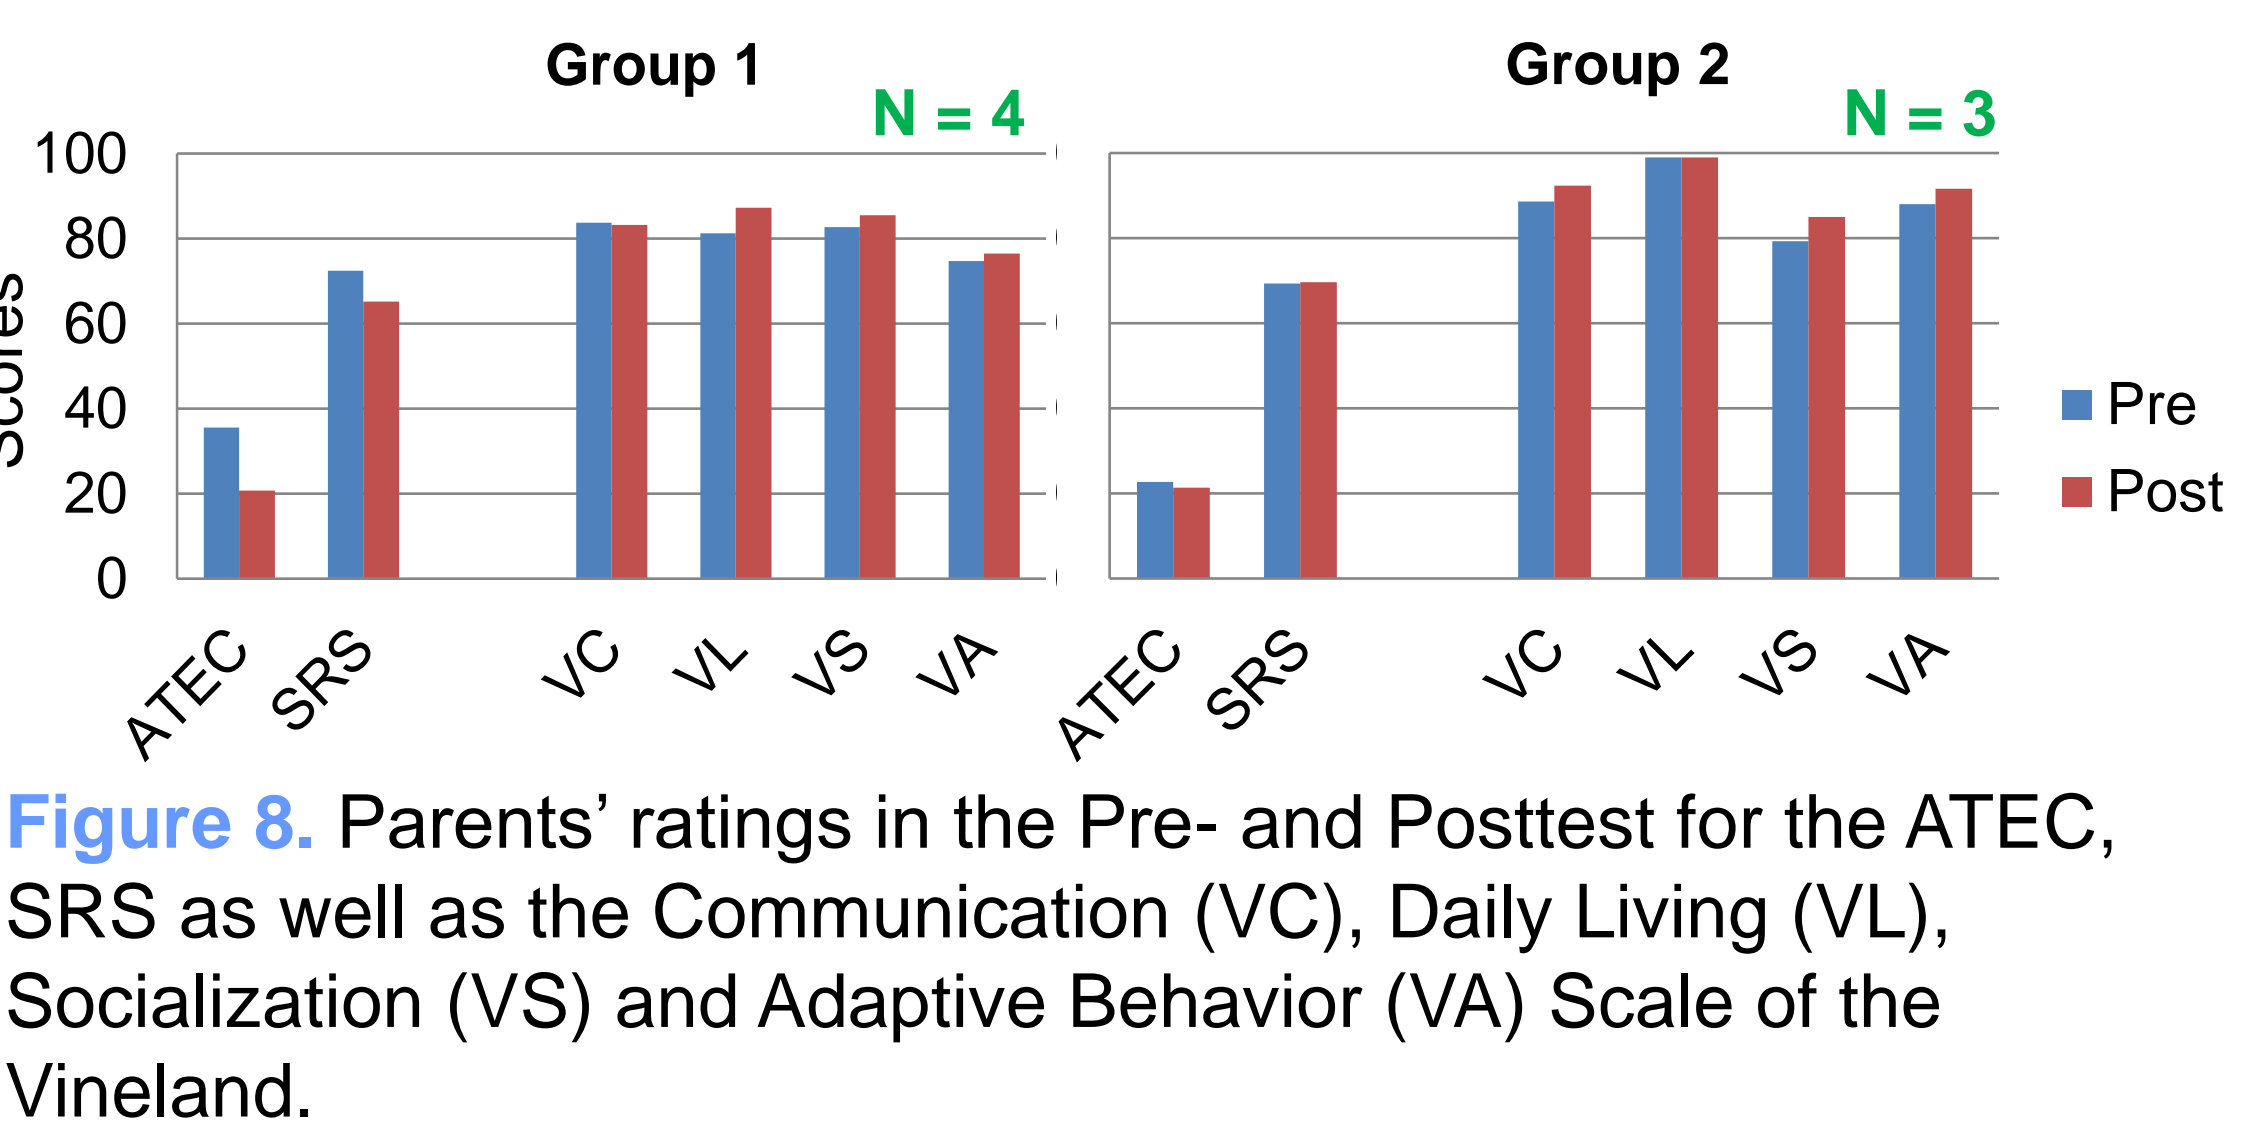 Group 1
N = 4
Group 2
N = 3
Scores
100
80
60
40
20
0
ATEC
SRS
VC
VL
VS
VA
ATEC
SRS
VC
VL
VS
VA
Pre
Post
Figure 8. Parents’ ratings in the Pre- and Posttest for the ATEC,
SRS as well as the Communication (VC), Daily Living (VL),
Socialization (VS) and Adaptive Behavior (VA) Scale of the
Vineland.